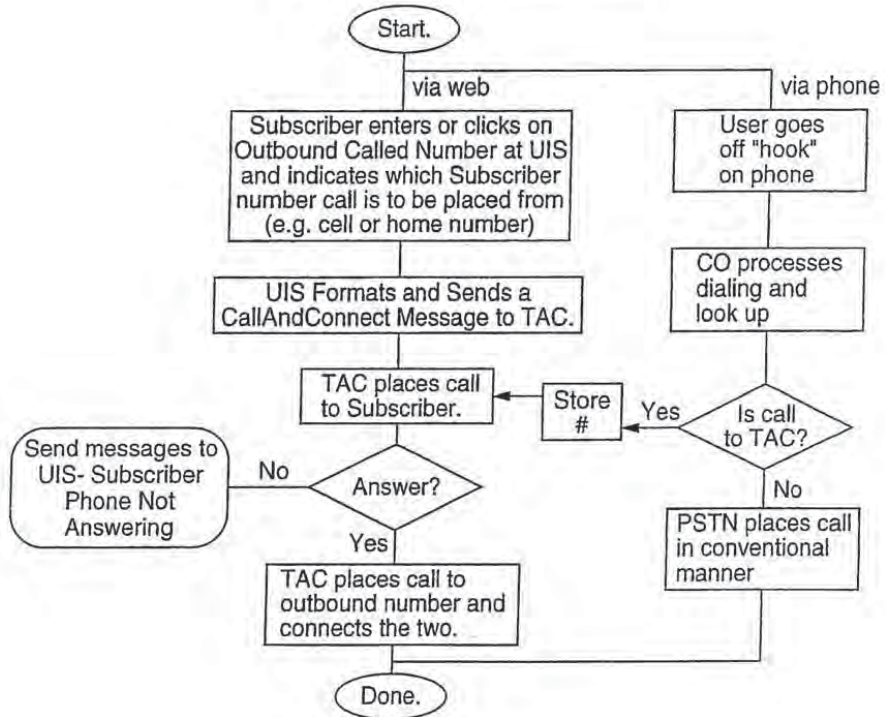 Start.
via web
via phone
Subscriber enters or clicks on
Outbound Called Number at UIS
and indicates which Subscriber
number call is to be placed from
(e.g. cell or home number)
User goes
off "hook"
on phone
UIS Formats and Sends a
CallAndConnect Message to TAC.
CO processes
dialing and
look up
TAC places call
to Subscriber.
Store
#
Yes
Is call
to TAC?
Send messages to
UIS- Subscriber
Phone Not
Answering
No
Answer?
No
Yes
PSTN places call
in conventional
manner
TAC places call to
outbound number and
connects the two.
Done.